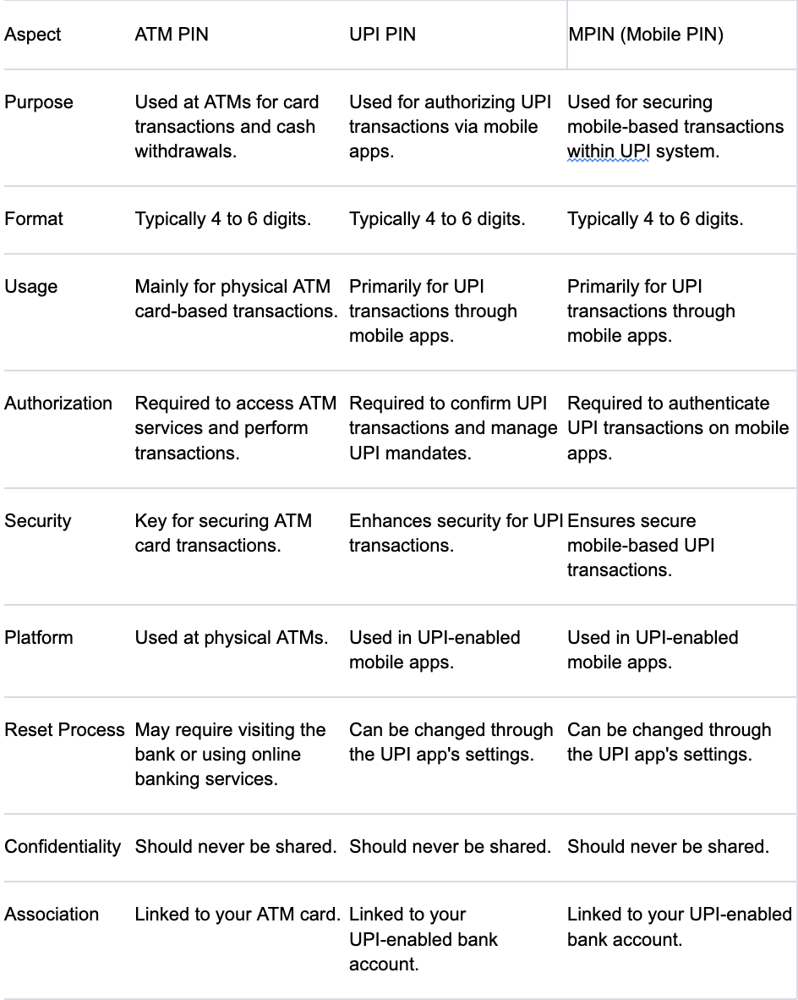 Aspect ATM PIN UPI PIN MPIN (Mobile PIN)
Purpose Used at ATMs for card Used for authorizing UPI Used for securing
transactions and cash transactions via mobile mobile-based transactions
withdrawals. apps. within UPI system.
Format Typically 4 to 6 digits. Typically 4 to 6 digits. Typically 4 to 6 digits.
Usage Mainly for physical ATM Primarily for UPI Primarily for UPI
card-based transactions. transactions through transactions through
mobile apps. mobile apps.
Authorization Required to access ATM Required to confirm UPI Required to authenticate
services and perform transactions and manage UPI transactions on mobile
transactions. UPI mandates. apps.
Security Key for securing ATM Enhances security for UPI Ensures secure
card transactions. transactions. mobile-based UPI
transactions.
Platform Used at physical ATMs. Used in UPI-enabled Used in UPI-enabled
mobile apps. mobile apps.
Reset Process May require visiting the Can be changed through Can be changed through
bank or using online the UPI app's settings. the UPI app's settings.
banking services.
Confidentiality Should never be shared. Should never be shared. Should never be shared.
Association Linked to your ATM card. Linked to your Linked to your UPI-enabled
UPI-enabled bank bank account.
account.